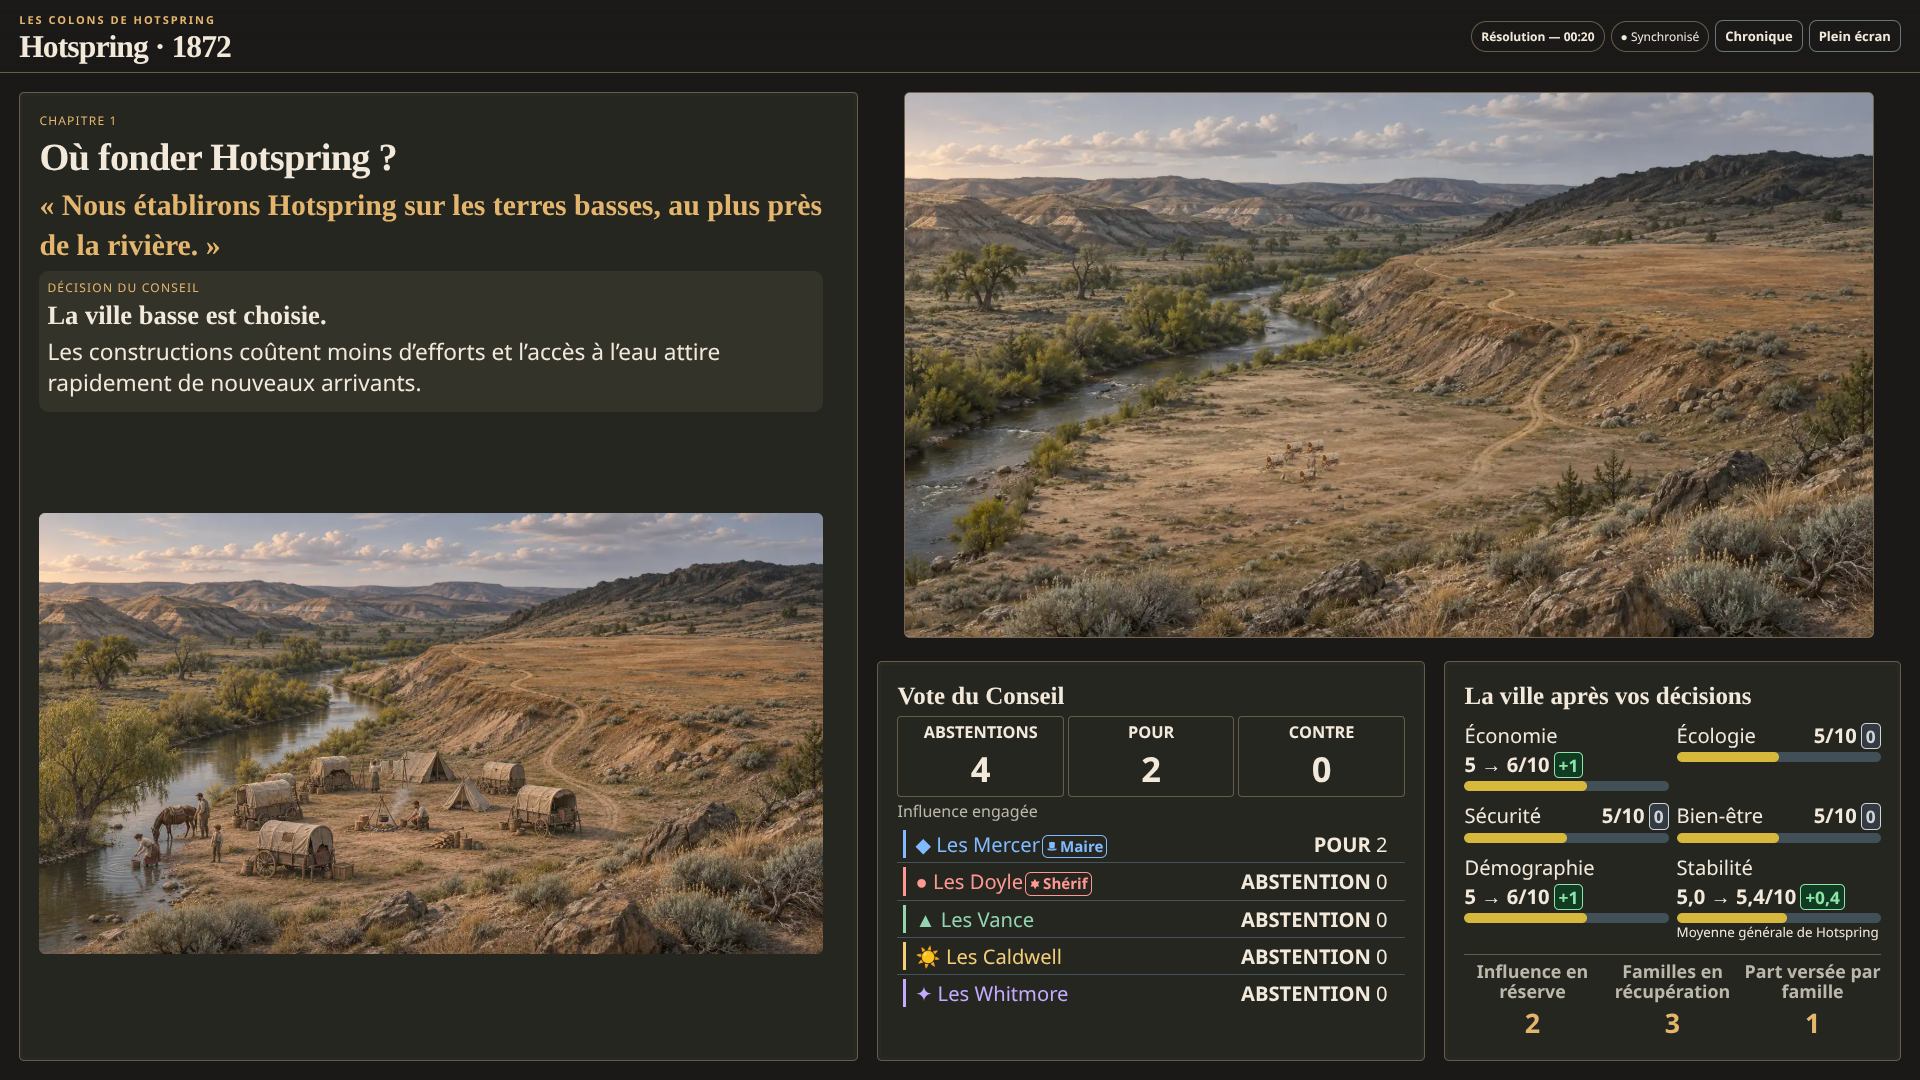 LES COLONS DE HOTSPRING
Hotspring · 1872
Résolution — 00:20
● Synchronisé
Chronique
Plein écran
CHAPITRE 1
Où fonder Hotspring ?
« Nous établirons Hotspring sur les terres basses, au plus près
de la rivière. »
DÉCISION DU CONSEIL
La ville basse est choisie.
Les constructions coûtent moins d’efforts et l’accès à l’eau attire
rapidement de nouveaux arrivants.
Vote du Conseil
ABSTENTIONS
4
POUR
2
CONTRE
0
Influence engagée
◆ Les Mercer Maire POUR 2
● Les Doyle Shérif ABSTENTION 0
▲ Les Vance ABSTENTION 0
☀ Les Caldwell ABSTENTION 0
✦ Les Whitmore ABSTENTION 0
La ville après vos décisions
Économie
5 → 6/10 +1
Écologie 5/10 0
Sécurité 5/10 0
Bien-être 5/10 0
Démographie
5 → 6/10 +1
Stabilité
5,0 → 5,4/10 +0,4
Moyenne générale de Hotspring
Influence en
réserve
2
Familles en
récupération
3
Part versée par
famille
1